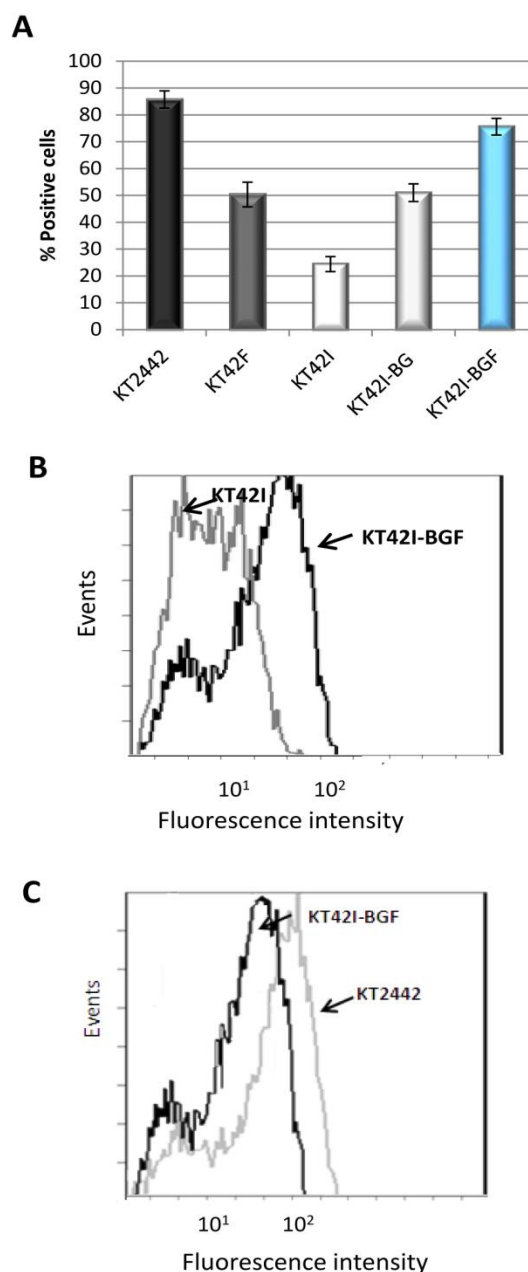 A
% Positive cells
100
90
80
70
60
50
40
30
20
10
0
KT2442
KT42F
KT42I
KT42I-BG
KT42I-BGF
B
KT42I
KT42I-BGF
Events
10¹ 10²
Fluorescence intensity
C
KT42I-BGF
KT2442
Events
10¹ 10²
Fluorescence intensity